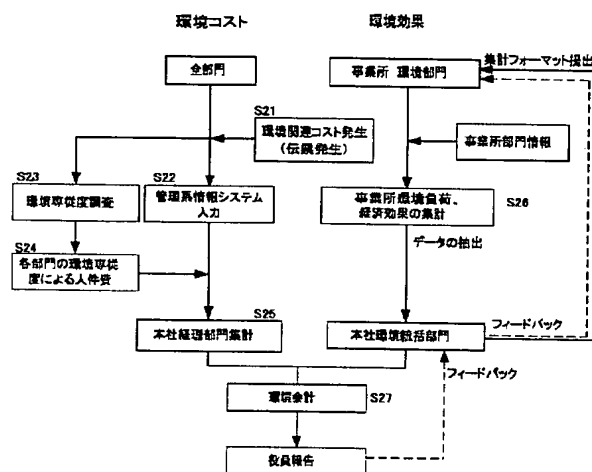 環境コスト
環境効果
全部門
事業所 環境部門
集計フォーマット提出
S21
環境関連コスト発生
(伝票発生)
事業所部門情報
S23
環境専従度調査
S22
管理系情報システム
入力
事業所環境負荷、
経済効果の集計
S26
データの抽出
S24
各部門の環境専従
度による人件費
S25
本社経理部門集計
本社環境統括部門
フィードバック
フィードバック
環境会計
S27
役員報告